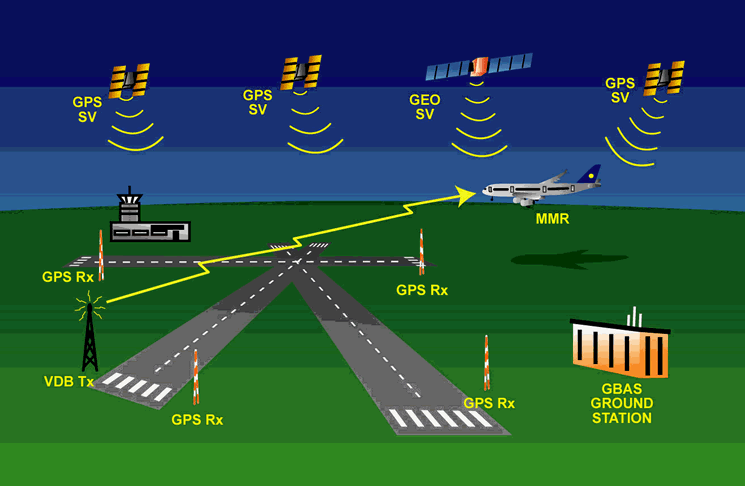 GPS
SV
GPS
SV
GEO
SV
GPS
SV
MMR
GPS Rx
GPS Rx
VDB Tx
GPS Rx
GPS Rx
GBAS
GROUND
STATION